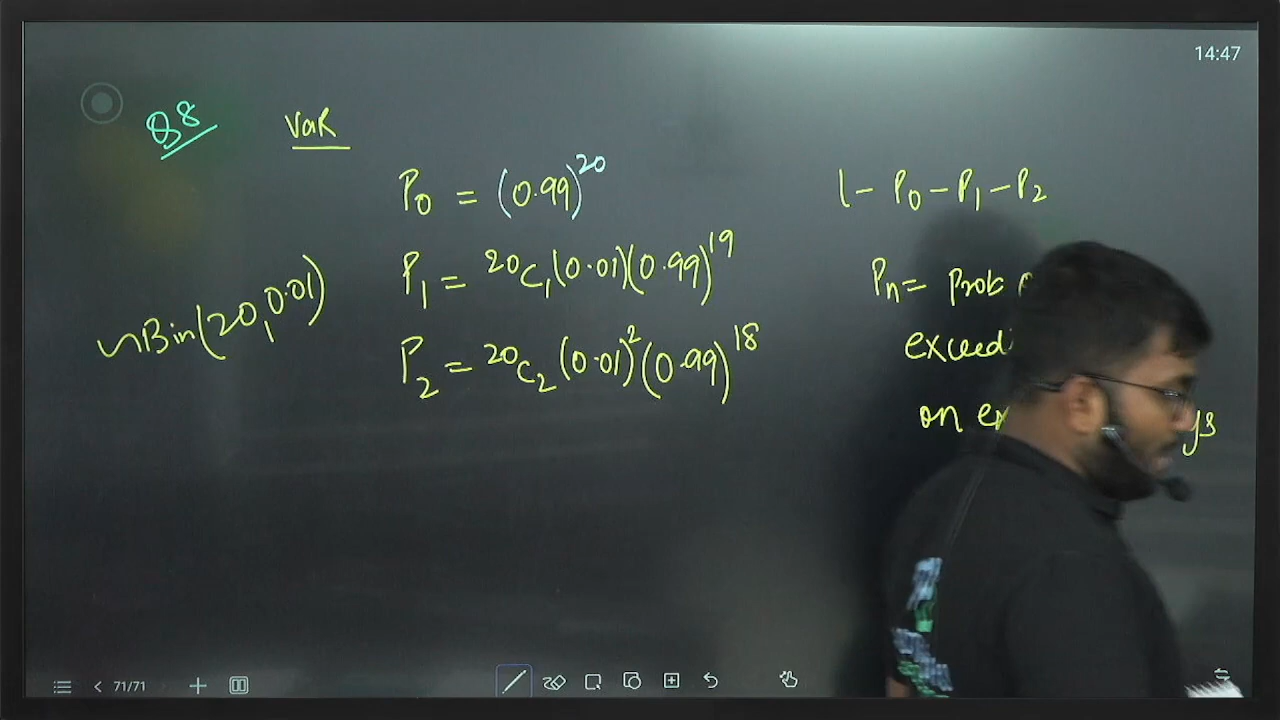 14:47
Q8 VaR
P₀ = (0.99)²⁰
1 - P₀ - P₁ - P₂
~Bin(20, 0.01)
P₁ = ²⁰C₁(0.01)(0.99)¹⁹
P₂ = ²⁰C₂ (0.01)² (0.99)¹⁸
Pₙ = Prob
on
71/71